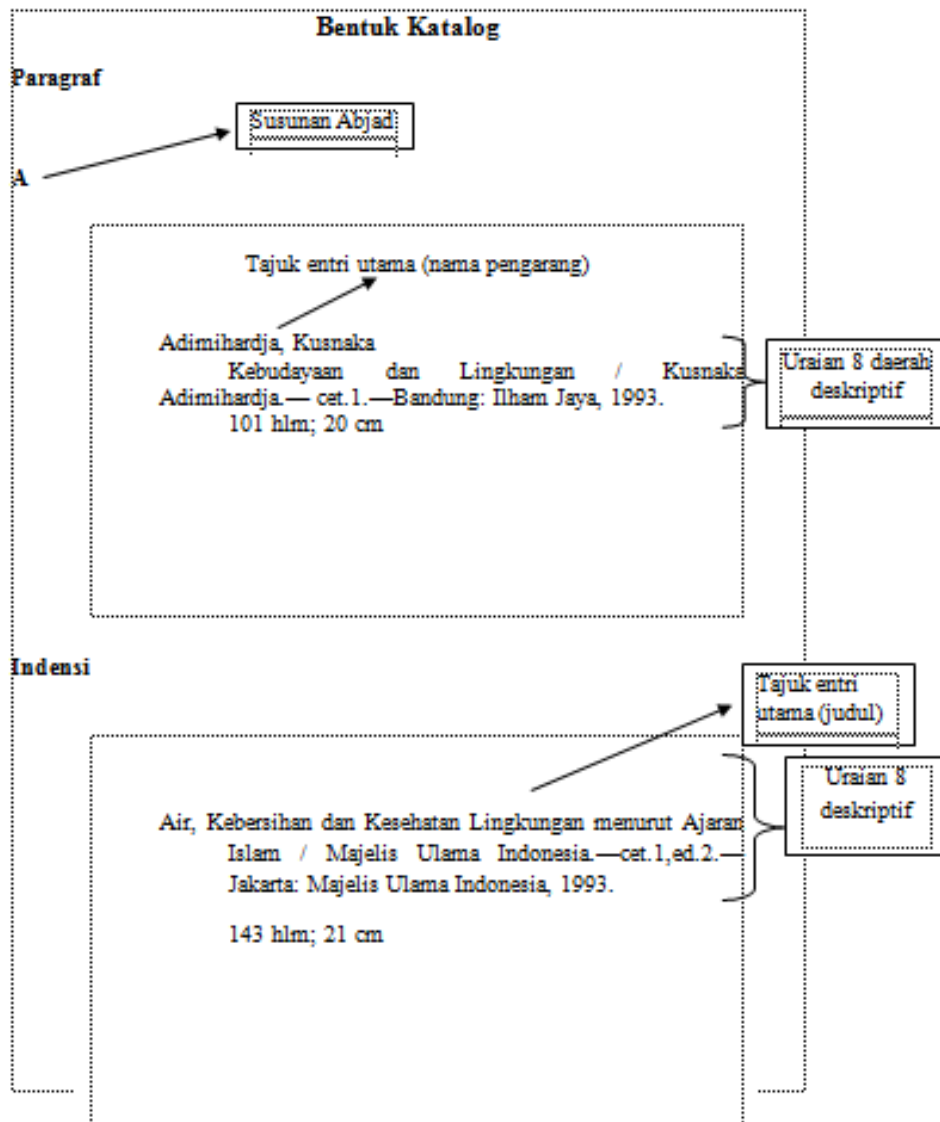 Bentuk Katalog
Paragraf
Susunan Abjad
A
Tajuk entri utama (nama pengarang)
Adimihardja, Kusnaka
Kebudayaan dan Lingkungan / Kusnaka
Adimihardja.— cet.1.—Bandung: Ilham Jaya, 1993.
101 hlm; 20 cm
Uraian 8 daerah
deskriptif
Indensi
Tajuk entri
utama (judul)
Uraian 8
deskriptif
Air, Kebersihan dan Kesehatan Lingkungan menurut Ajaran
Islam / Majelis Ulama Indonesia.—cet.1,ed.2.—
Jakarta: Majelis Ulama Indonesia, 1993.
143 hlm; 21 cm